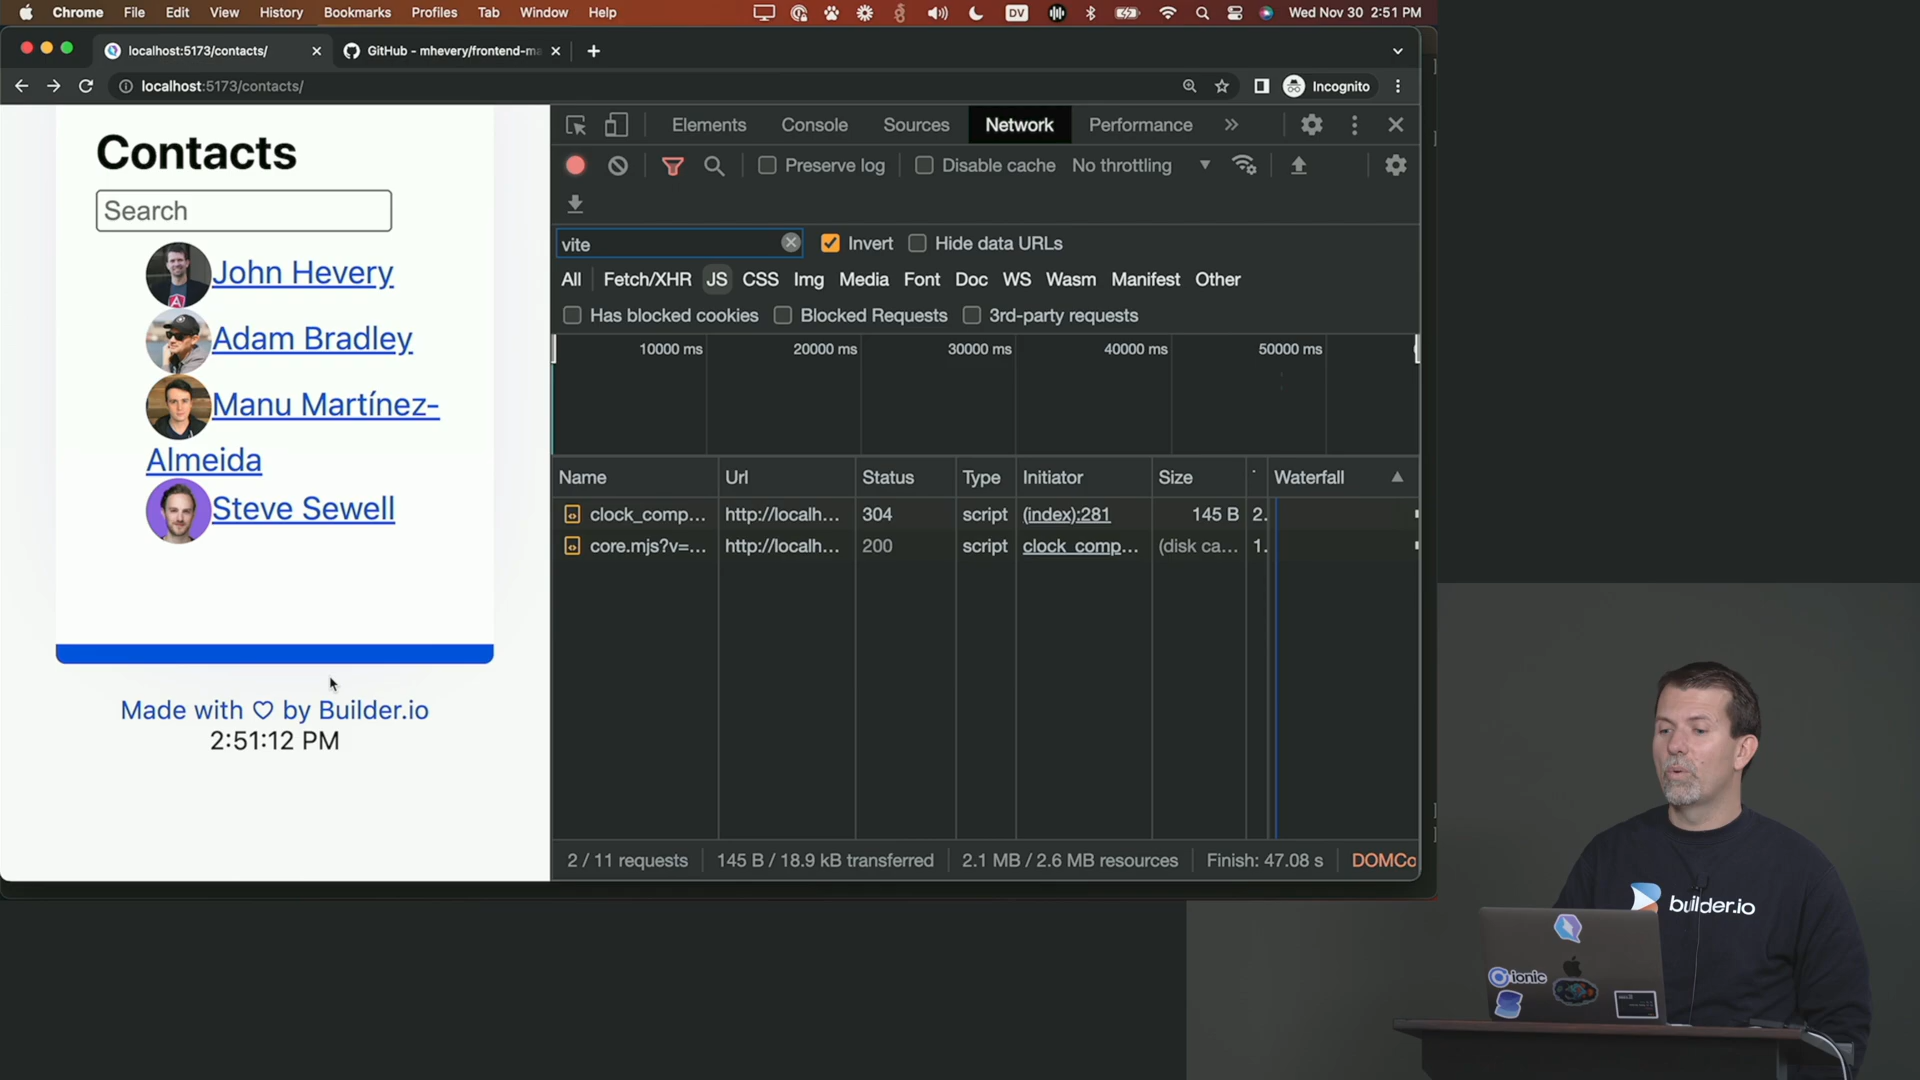 Chrome File Edit View History Bookmarks Profiles Tab Window Help DV Wed Nov 30 2:51 PM
localhost:5173/contacts/ GitHub - mhevery/frontend-ma
localhost:5173/contacts/ Incognito
Contacts
Search
John Hevery
Adam Bradley
Manu Martínez-
Almeida
Steve Sewell
Made with ♡ by Builder.io
2:51:12 PM
Elements Console Sources Network Performance
Preserve log Disable cache No throttling
vite Invert Hide data URLs
All Fetch/XHR JS CSS Img Media Font Doc WS Wasm Manifest Other
Has blocked cookies Blocked Requests 3rd-party requests
10000 ms 20000 ms 30000 ms 40000 ms 50000 ms
Name Url Status Type Initiator Size Waterfall
clock_comp... http://localh... 304 script (index):281 145 B 2.
core.mjs?v=... http://localh... 200 script clock_comp... (disk ca... 1.
2 / 11 requests 145 B / 18.9 kB transferred 2.1 MB / 2.6 MB resources Finish: 47.08 s DOMCo
builder.io
ionic